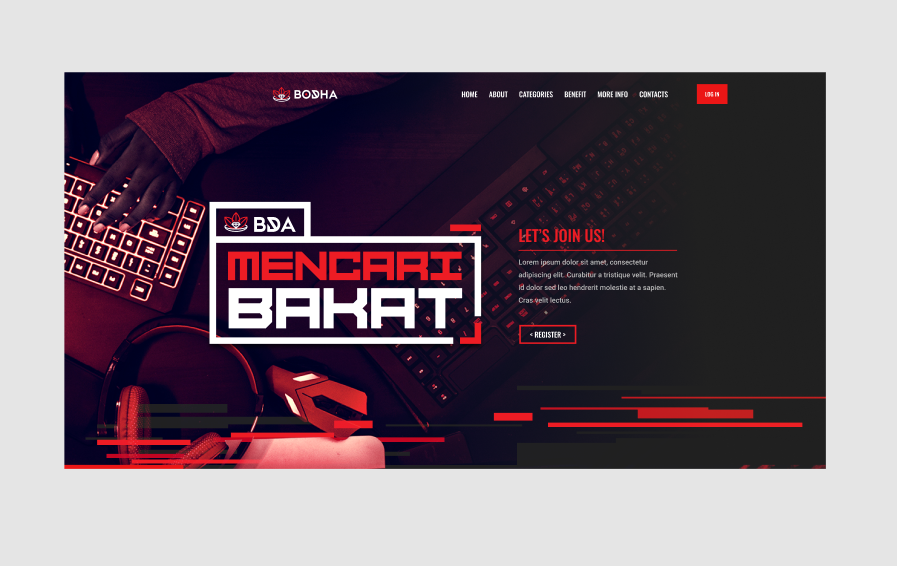 BODHA
HOME ABOUT CATEGORIES BENEFIT MORE INFO CONTACTS LOG IN
BDA
MENCARI
BAKAT
LET'S JOIN US!
Lorem ipsum dolor sit amet, consectetur
adipiscing elit. Curabitur a tristique velit. Praesent
id dolor sed leo hendrerit molestie at a sapien.
Cras velit lectus.
< REGISTER >